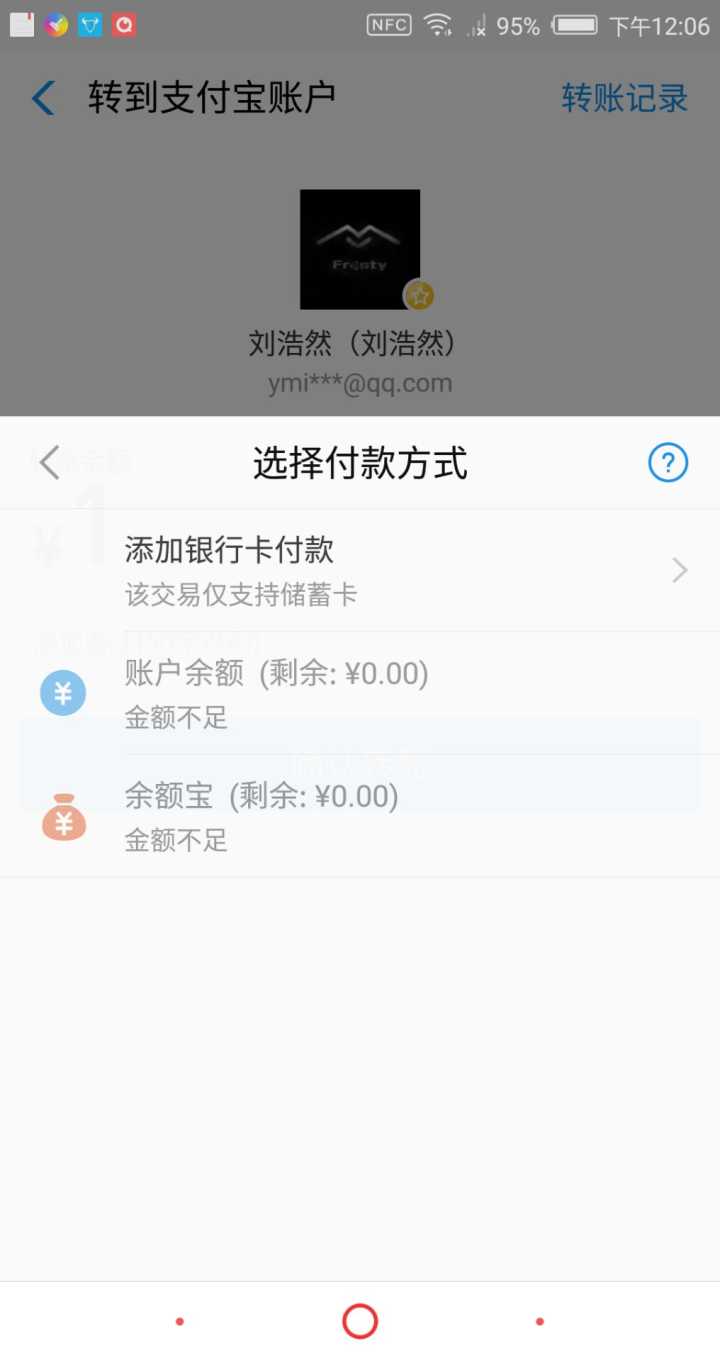 NFC 95% 下午12:06
转到支付宝账户 转账记录
Frosty
刘浩然（刘浩然）
ymi***@qq.com
选择付款方式 ?
¥1
添加银行卡付款
该交易仅支持储蓄卡
账户余额 (剩余: ¥0.00)
金额不足
余额宝 (剩余: ¥0.00)
金额不足